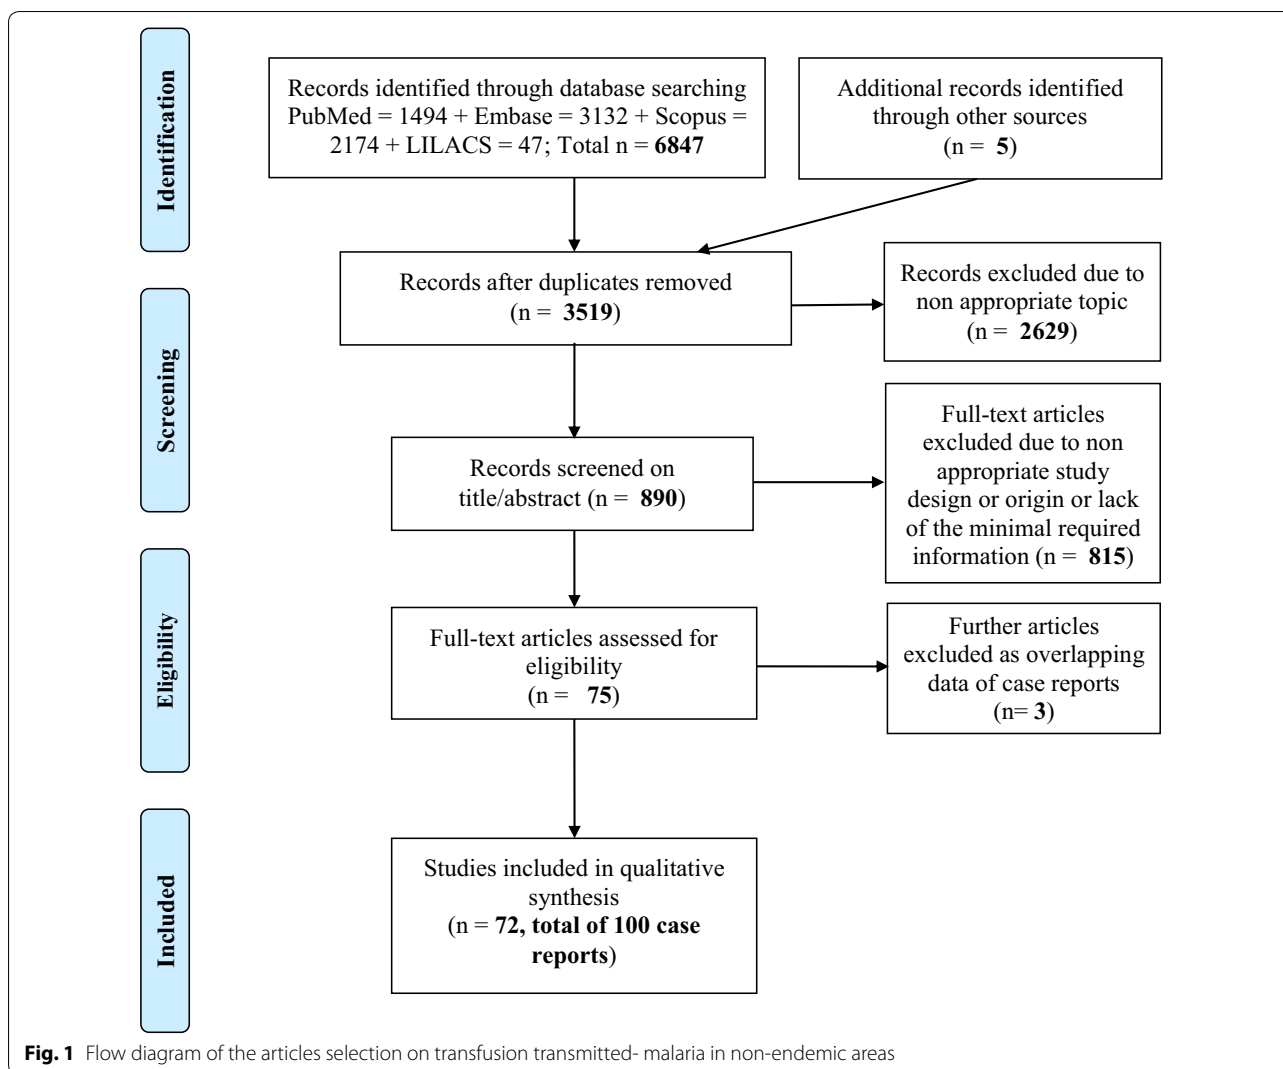 Identification
Records identified through database searching
PubMed = 1494 + Embase = 3132 + Scopus =
2174 + LILACS = 47; Total n = 6847
Additional records identified
through other sources
(n = 5)
Records after duplicates removed
(n = 3519)
Records excluded due to
non appropriate topic
(n = 2629)
Screening
Records screened on
title/abstract (n = 890)
Full-text articles
excluded due to non
appropriate study
design or origin or lack
of the minimal required
information (n = 815)
Eligibility
Full-text articles assessed for
eligibility
(n = 75)
Further articles
excluded as overlapping
data of case reports
(n= 3)
Included
Studies included in qualitative
synthesis
(n = 72, total of 100 case
reports)
Fig. 1 Flow diagram of the articles selection on transfusion transmitted- malaria in non-endemic areas